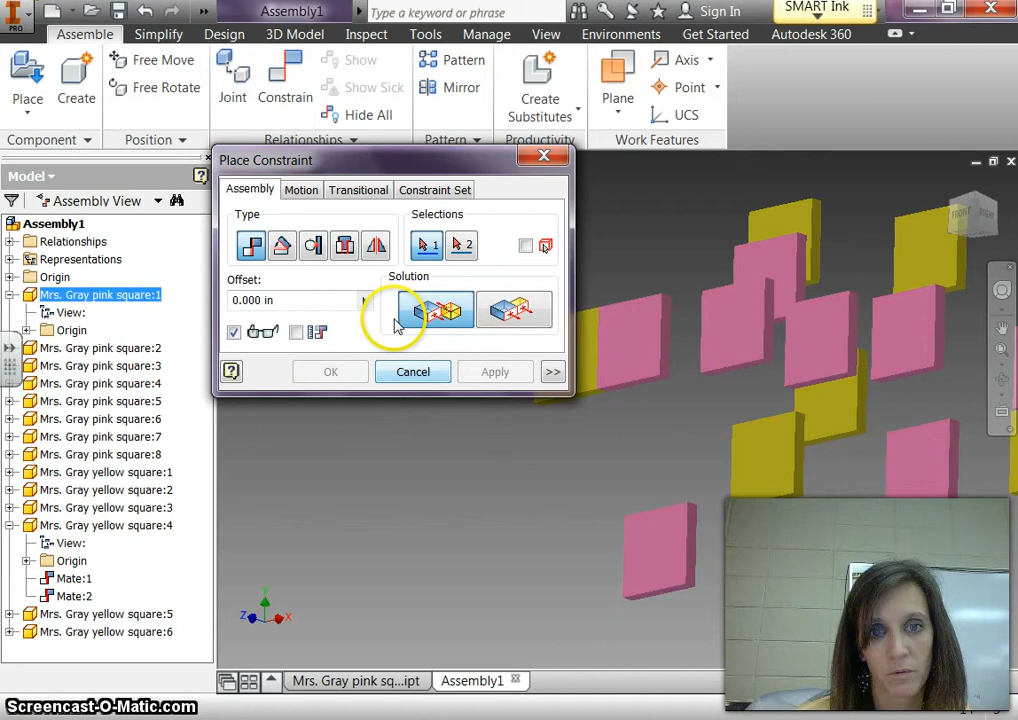 Assembly1
Type a keyword or phrase
Sign In
SMART Ink
PRO
Assemble
Simplify
Design
3D Model
Inspect
Tools
Manage
View
Environments
Get Started
Autodesk 360
Place
Create
Free Move
Free Rotate
Joint
Constrain
Show
Show Sick
Hide All
Pattern
Mirror
Create
Substitutes
Plane
Axis
Point
UCS
Component
Position
Relationships
Pattern
Productivity
Work Features
Model
Assembly View
Assembly1
Relationships
Representations
Origin
Mrs. Gray pink square:1
View:
Origin
Mrs. Gray pink square:2
Mrs. Gray pink square:3
Mrs. Gray pink square:4
Mrs. Gray pink square:5
Mrs. Gray pink square:6
Mrs. Gray pink square:7
Mrs. Gray pink square:8
Mrs. Gray yellow square:1
Mrs. Gray yellow square:2
Mrs. Gray yellow square:3
Mrs. Gray yellow square:4
View:
Origin
Mate:1
Mate:2
Mrs. Gray yellow square:5
Mrs. Gray yellow square:6
Place Constraint
Assembly
Motion
Transitional
Constraint Set
Type
Selections
1
2
Offset:
Solution
0.000 in
OK
Cancel
Apply
>>
FRONT
RIGHT
Y
Z
X
Mrs. Gray pink sq...ipt
Assembly1
Screencast-O-Matic.com